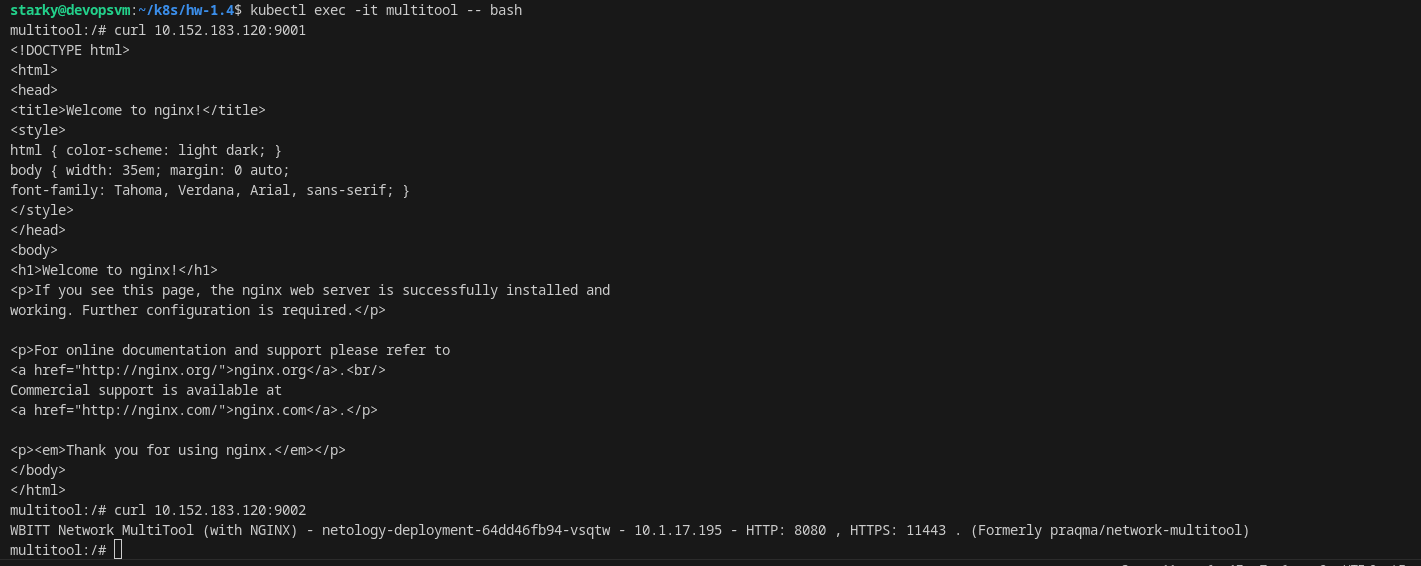 starky@devopsvm:~/k8s/hw-1.4$ kubectl exec -it multitool -- bash
multitool:/# curl 10.152.183.120:9001
<!DOCTYPE html>
<html>
<head>
<title>Welcome to nginx!</title>
<style>
html { color-scheme: light dark; }
body { width: 35em; margin: 0 auto;
font-family: Tahoma, Verdana, Arial, sans-serif; }
</style>
</head>
<body>
<h1>Welcome to nginx!</h1>
<p>If you see this page, the nginx web server is successfully installed and
working. Further configuration is required.</p>

<p>For online documentation and support please refer to
<a href="http://nginx.org/">nginx.org</a>.<br/>
Commercial support is available at
<a href="http://nginx.com/">nginx.com</a>.</p>

<p><em>Thank you for using nginx.</em></p>
</body>
</html>
multitool:/# curl 10.152.183.120:9002
WBITT Network MultiTool (with NGINX) - netology-deployment-64dd46fb94-vsqtw - 10.1.17.195 - HTTP: 8080 , HTTPS: 11443 . (Formerly praqma/network-multitool)
multitool:/#